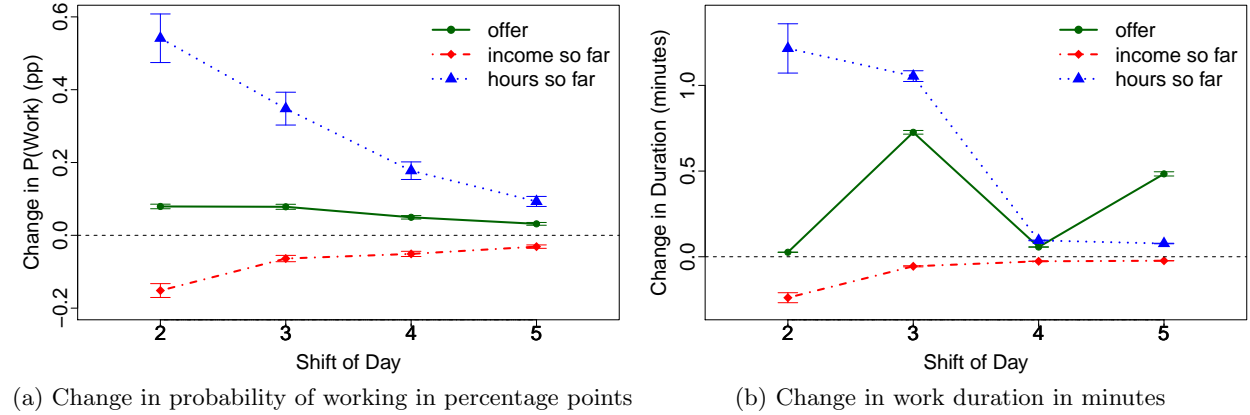 Change in P(Work) (pp)
0.6
0.4
0.2
0.0
−0.2
offer
income so far
hours so far
2 3 4 5
Shift of Day
(a) Change in probability of working in percentage points
Change in Duration (minutes)
1.0
0.5
0.0
offer
income so far
hours so far
2 3 4 5
Shift of Day
(b) Change in work duration in minutes